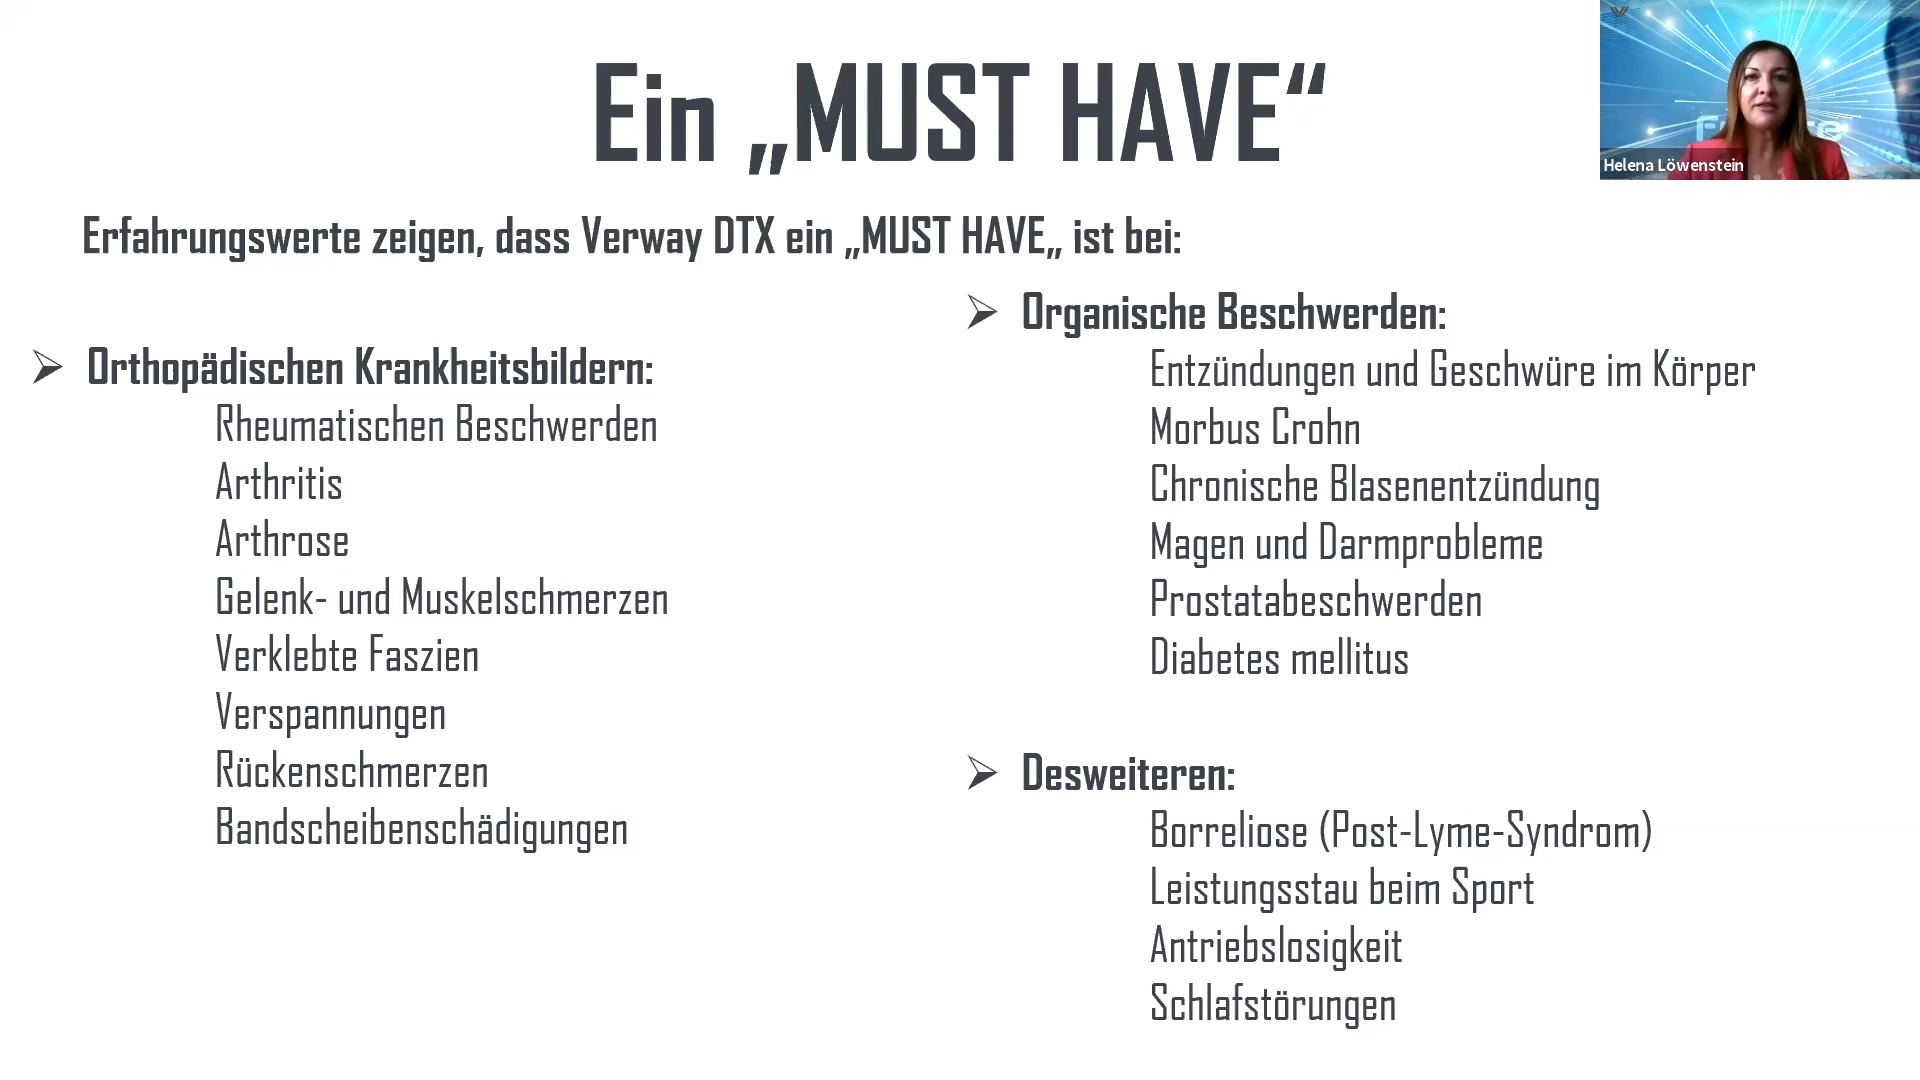 Ein „MUST HAVE“
Helena Löwenstein
Erfahrungswerte zeigen, dass Verway DTX ein „MUST HAVE„ ist bei:
Orthopädischen Krankheitsbildern:
Rheumatischen Beschwerden
Arthritis
Arthrose
Gelenk- und Muskelschmerzen
Verklebte Faszien
Verspannungen
Rückenschmerzen
Bandscheibenschädigungen
Organische Beschwerden:
Entzündungen und Geschwüre im Körper
Morbus Crohn
Chronische Blasenentzündung
Magen und Darmprobleme
Prostatabeschwerden
Diabetes mellitus
Desweiteren:
Borreliose (Post-Lyme-Syndrom)
Leistungsstau beim Sport
Antriebslosigkeit
Schlafstörungen